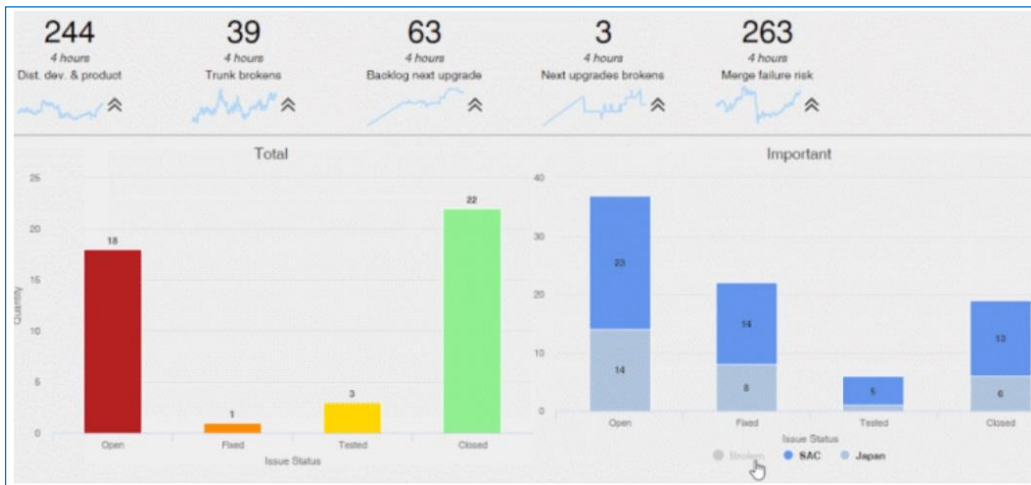 244 39 63 3 263
4 hours 4 hours 4 hours 4 hours 4 hours
Dist. dev. & product Trunk brokens Backlog next upgrade Next upgrades brokens Merge failure risk
Total
25
20
15
10
5
0
Quantity
18
1
3
22
Open Fixed Tested Closed
Issue Status
Important
40
30
20
10
0
23
14
14
8
5
13
6
Open Fixed Tested Closed
Issue Status
Broken SAC Japan